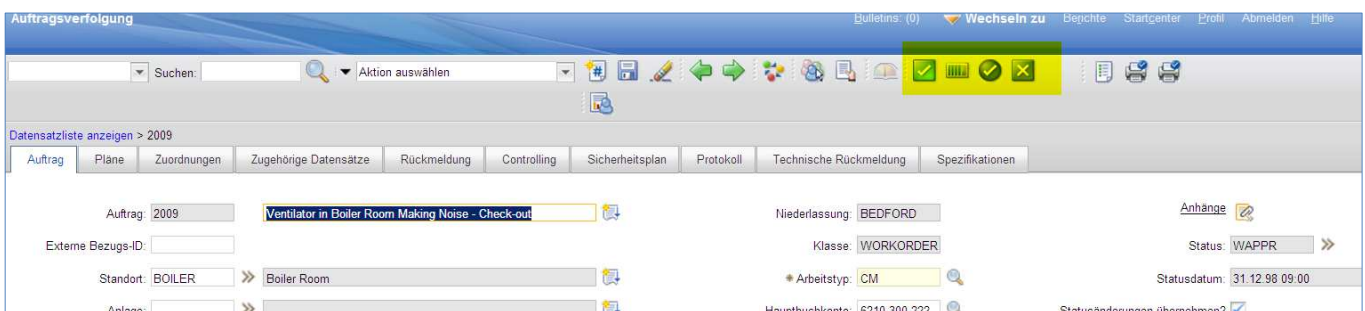 Auftragsverfolgung Bulletins: (0) Wechseln zu Berichte Startcenter Profil Abmelden Hilfe
Suchen: Aktion auswählen
Datensatzliste anzeigen > 2009
Auftrag Pläne Zuordnungen Zugehörige Datensätze Rückmeldung Controlling Sicherheitsplan Protokoll Technische Rückmeldung Spezifikationen
Auftrag: 2009 Ventilator in Boiler Room Making Noise - Check-out Niederlassung: BEDFORD Anhänge
Externe Bezugs-ID: Klasse: WORKORDER Status: WAPPR
Standort: BOILER Boiler Room Arbeitstyp: CM Statusdatum: 31.12.98 09:00
Anlage: Hauptbuchkonto: 6210-300-222 Statusänderungen übernehmen?